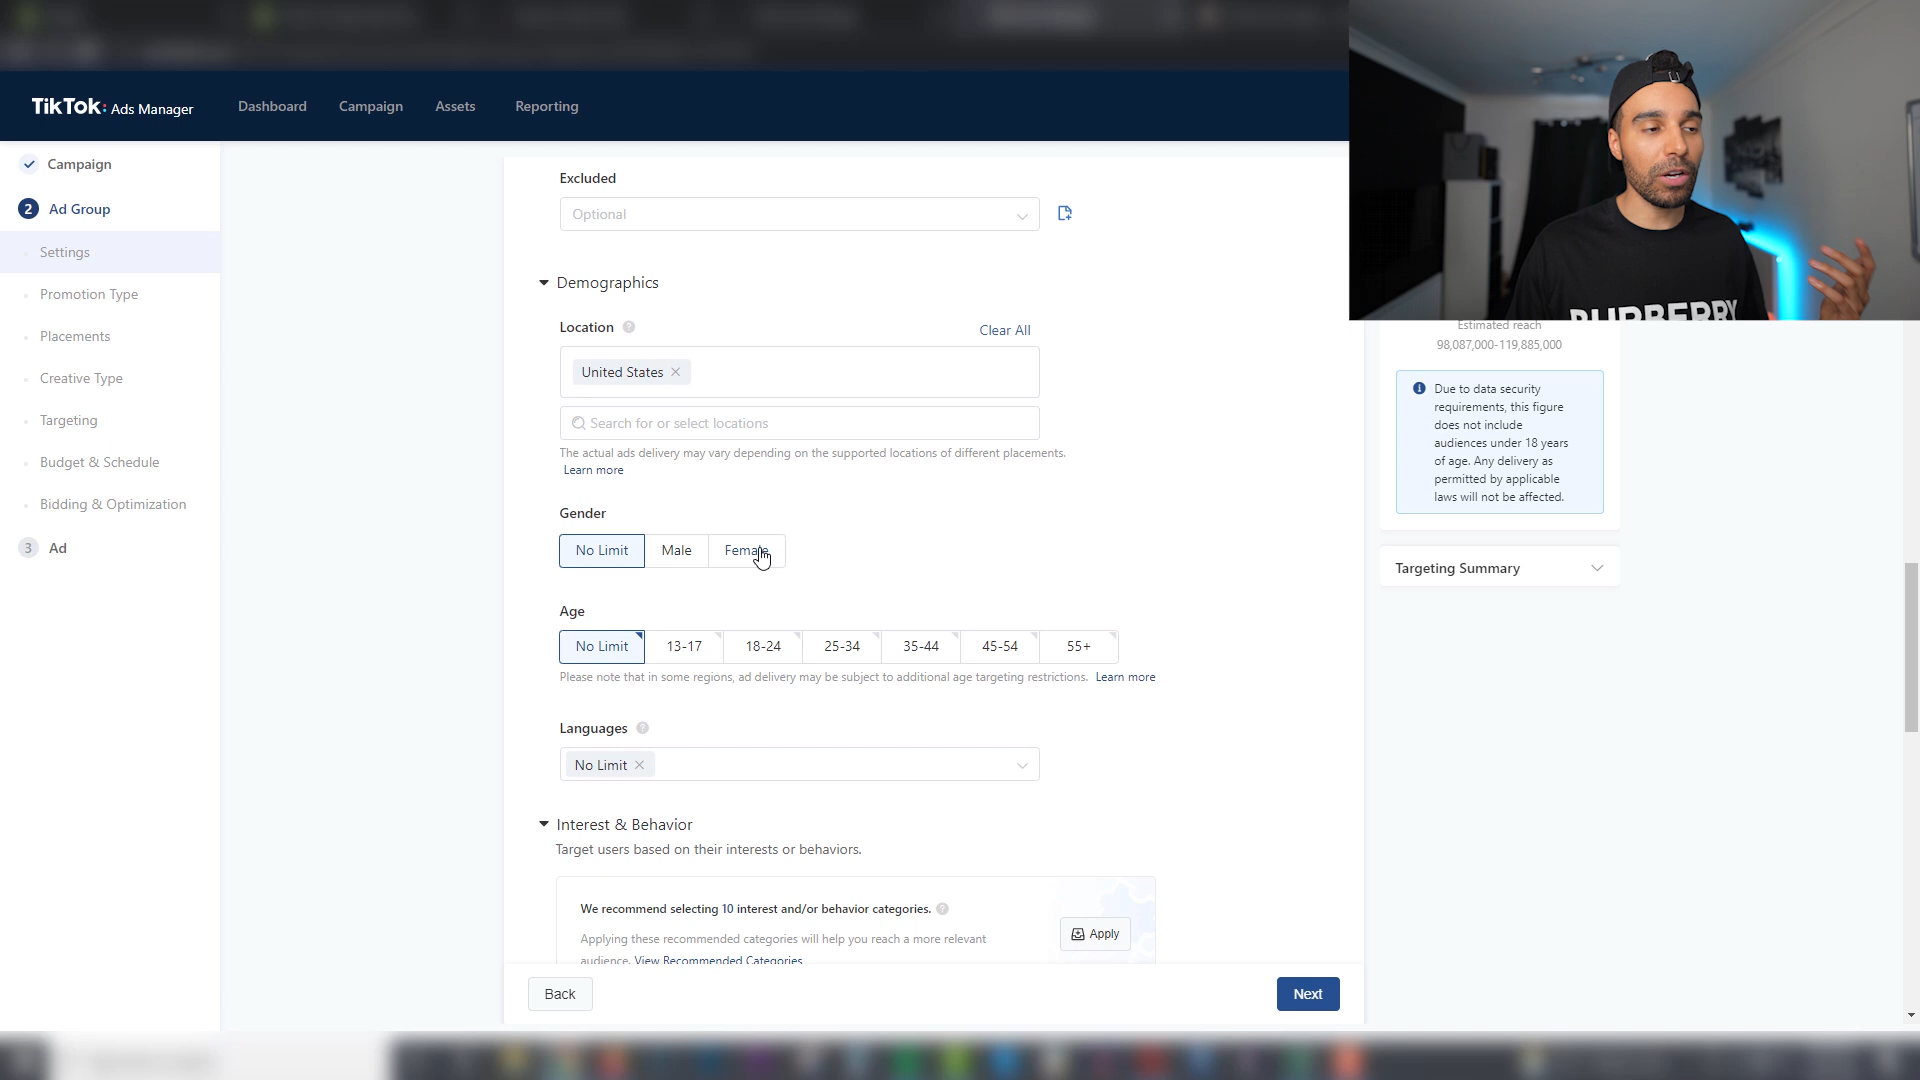 TikTok: Ads Manager
Dashboard
Campaign
Assets
Reporting
Campaign
2 Ad Group
Settings
Promotion Type
Placements
Creative Type
Targeting
Budget & Schedule
Bidding & Optimization
3 Ad
Excluded
Optional
Demographics
Location
Clear All
United States
Search for or select locations
The actual ads delivery may vary depending on the supported locations of different placements.
Learn more
Gender
No Limit
Male
Female
Age
No Limit
13-17
18-24
25-34
35-44
45-54
55+
Please note that in some regions, ad delivery may be subject to additional age targeting restrictions. Learn more
Languages
No Limit
Interest & Behavior
Target users based on their interests or behaviors.
We recommend selecting 10 interest and/or behavior categories.
Applying these recommended categories will help you reach a more relevant
audience. View Recommended Categories
Apply
Back
Next
BURBERRY
Estimated reach
98,087,000-119,885,000
Due to data security
requirements, this figure
does not include
audiences under 18 years
of age. Any delivery as
permitted by applicable
laws will not be affected.
Targeting Summary